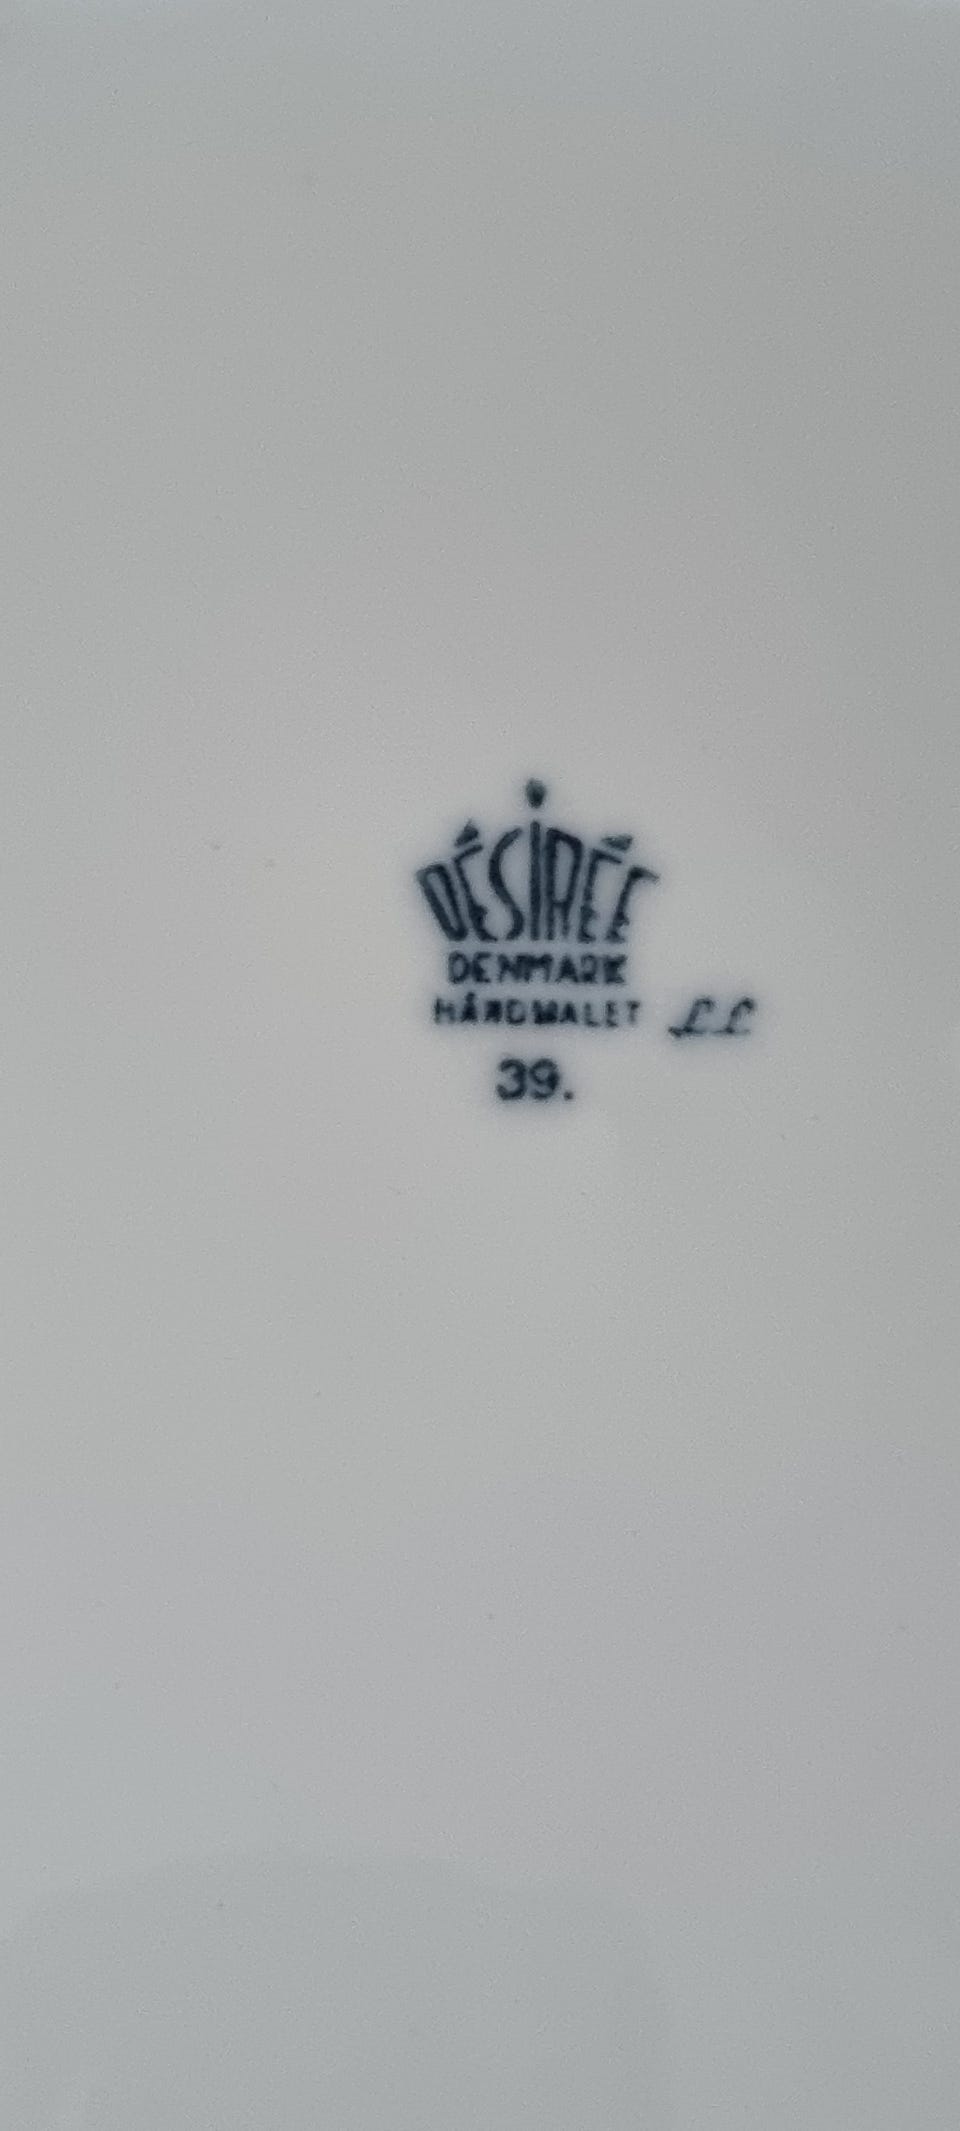 DÉSIRÉE
DENMARK
HÅNDMALET LL
39.